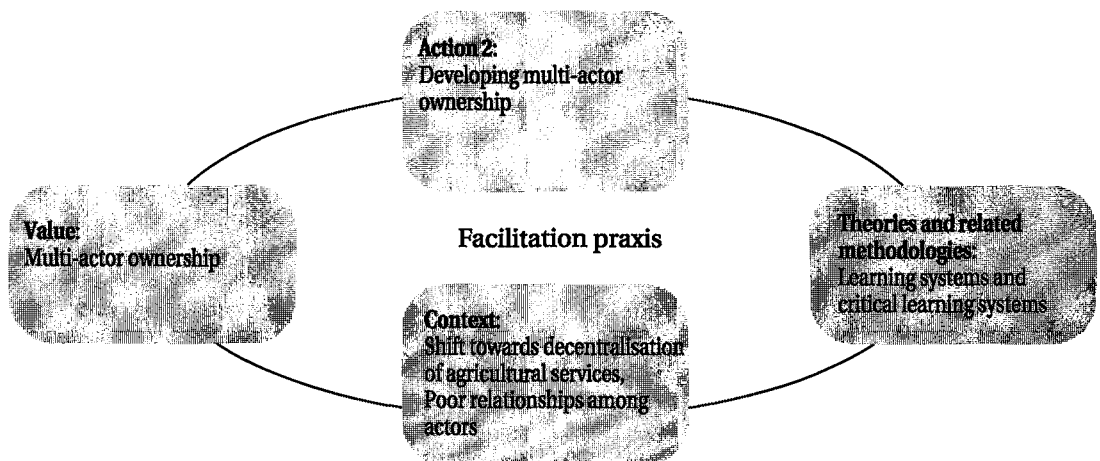 Action 2:
Developing multi-actor
ownership
Value:
Multi-actor ownership
Facilitation praxis
Theories and related
methodologies:
Learning systems and
critical learning systems
Context:
Shift towards decentralisation
of agricultural services,
Poor relationships among
actors